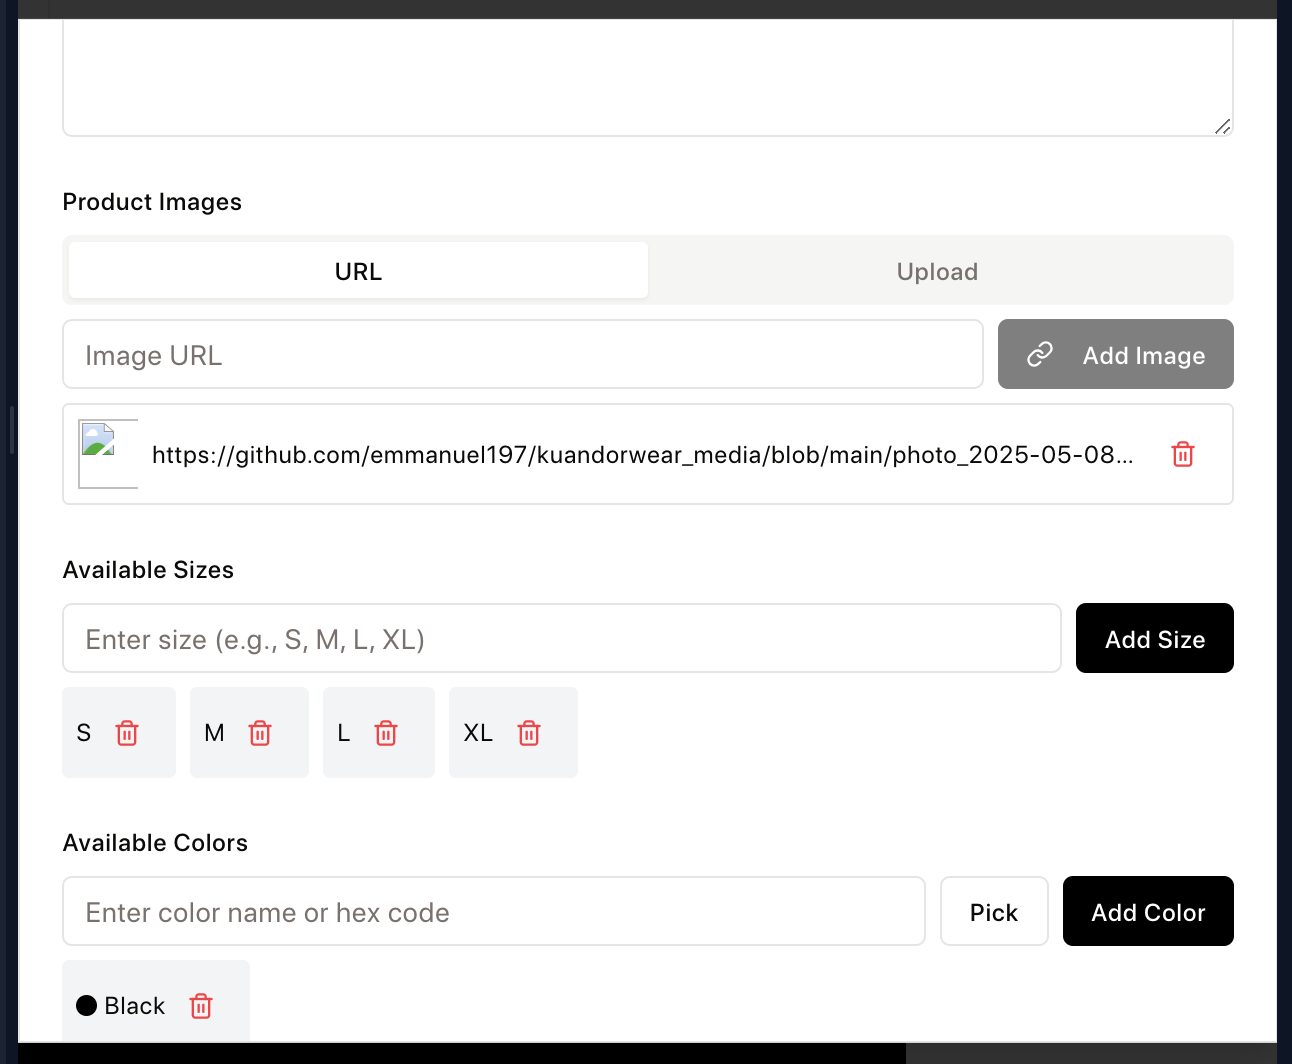 Product Images
URL
Upload
Image URL
Add Image
https://github.com/emmanuel197/kuandorwear_media/blob/main/photo_2025-05-08...
Available Sizes
Enter size (e.g., S, M, L, XL)
Add Size
S
M
L
XL
Available Colors
Enter color name or hex code
Pick
Add Color
Black